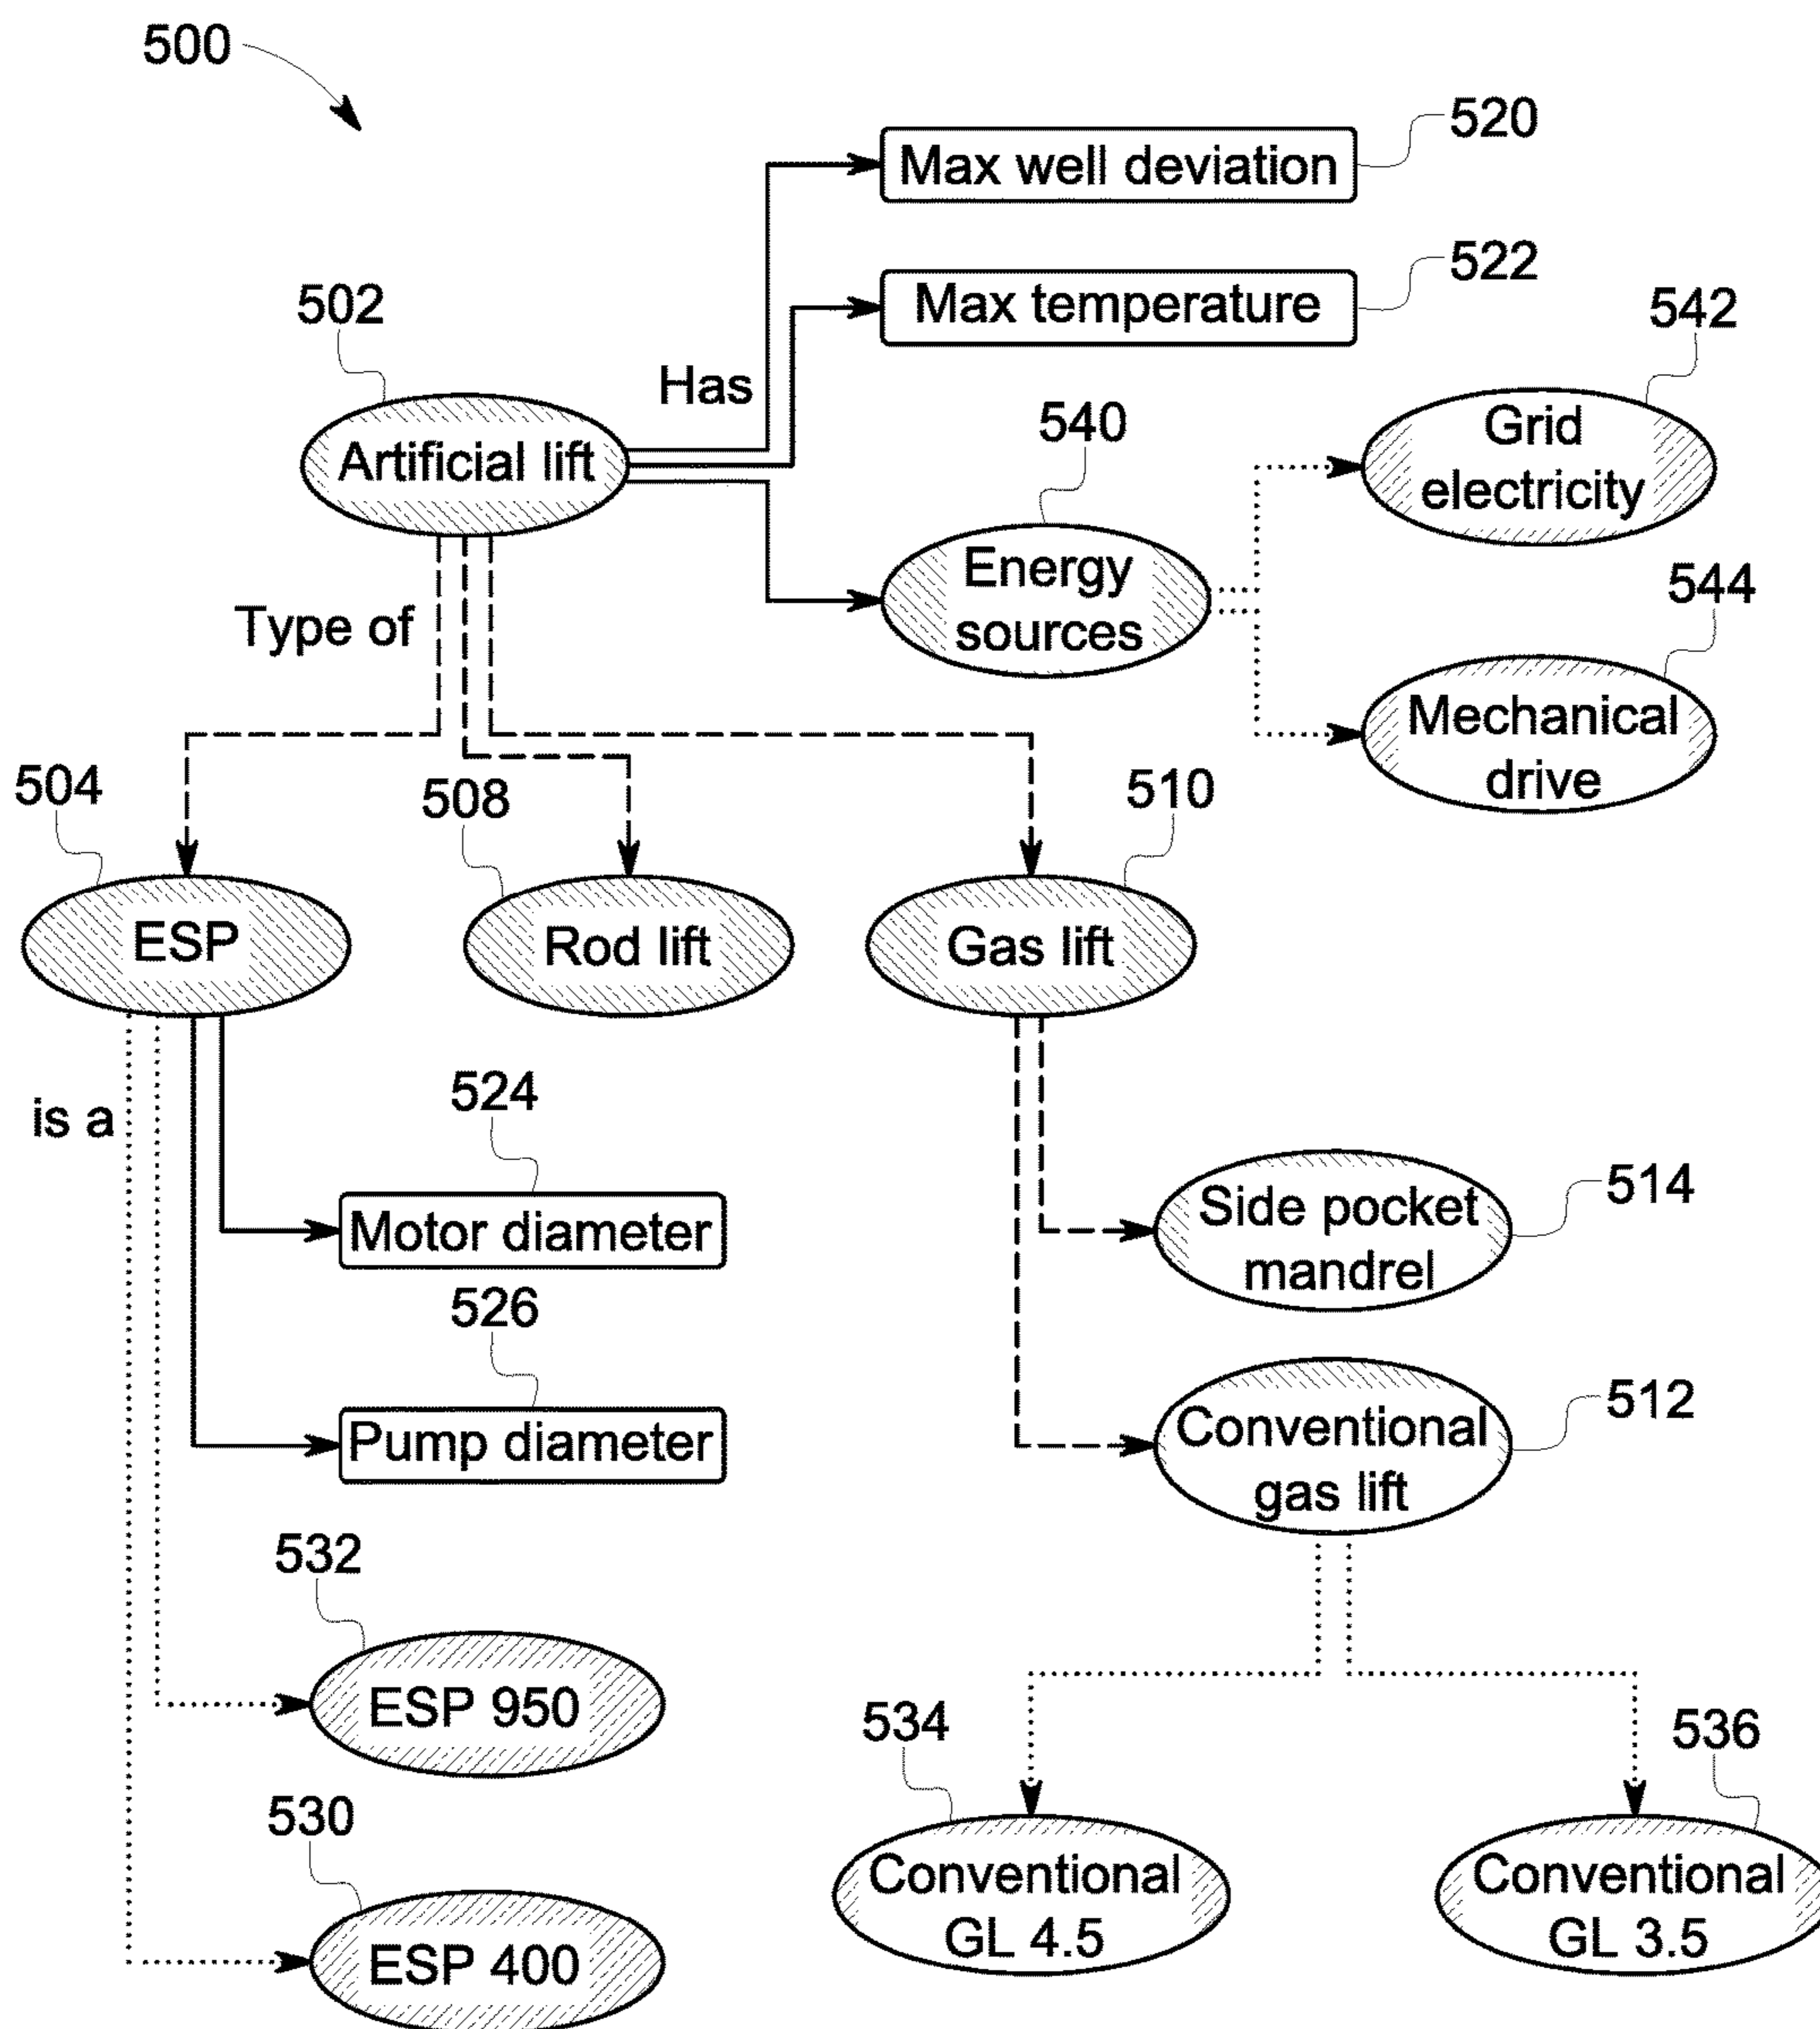 500
520
Max well deviation
522
Max temperature
502
542
Has
Grid
electricity
540
Artificial lift
Energy
sources
544
Type of
Mechanical
drive
504
508
510
ESP
Rod lift
Gas lift
is a
524
Motor diameter
514
Side pocket
mandrel
526
Pump diameter
512
Conventional
gas lift
532
ESP 950
534
536
530
ESP 400
Conventional
GL 4.5
Conventional
GL 3.5